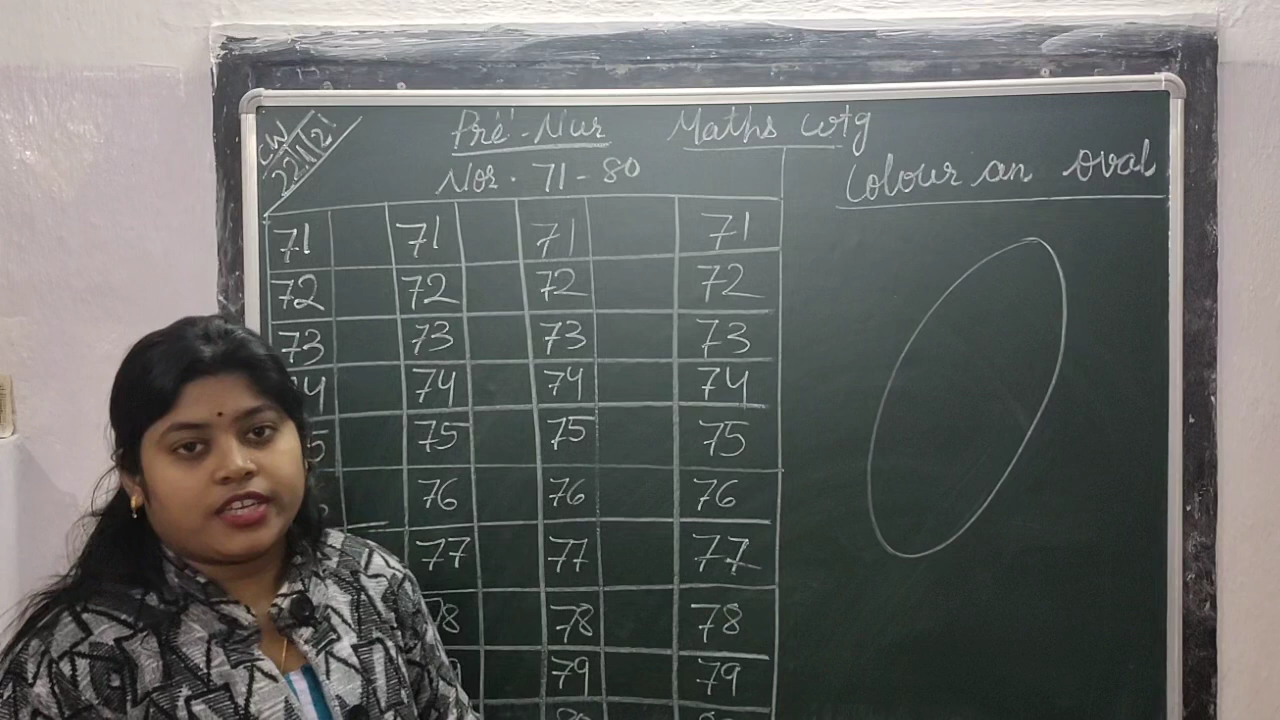 CW
22/1/21
Pre-Nur Maths wtg
Nos. 71-80
Colour an oval
71 71 71 71
72 72 72 72
73 73 73 73
74 74 74
75 75 75
76 76 76
77 77 77
78 78
79 79